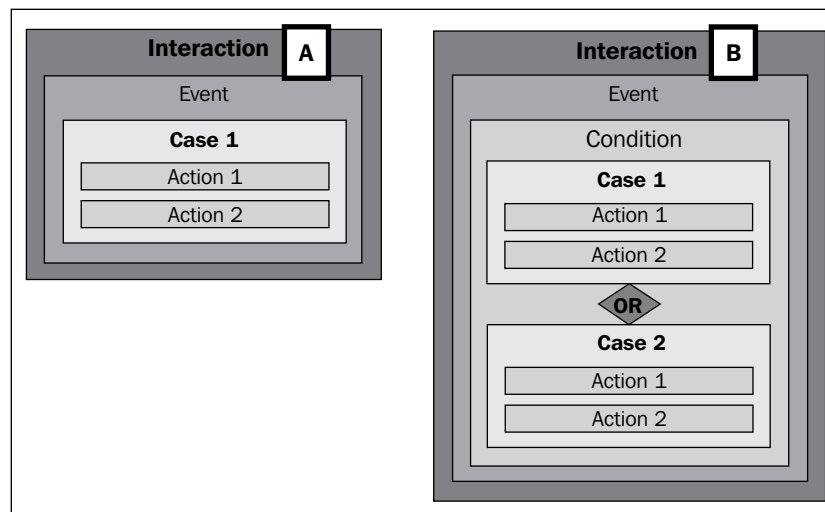 Interaction A
Event
Case 1
Action 1
Action 2
Interaction B
Event
Condition
Case 1
Action 1
Action 2
OR
Case 2
Action 1
Action 2